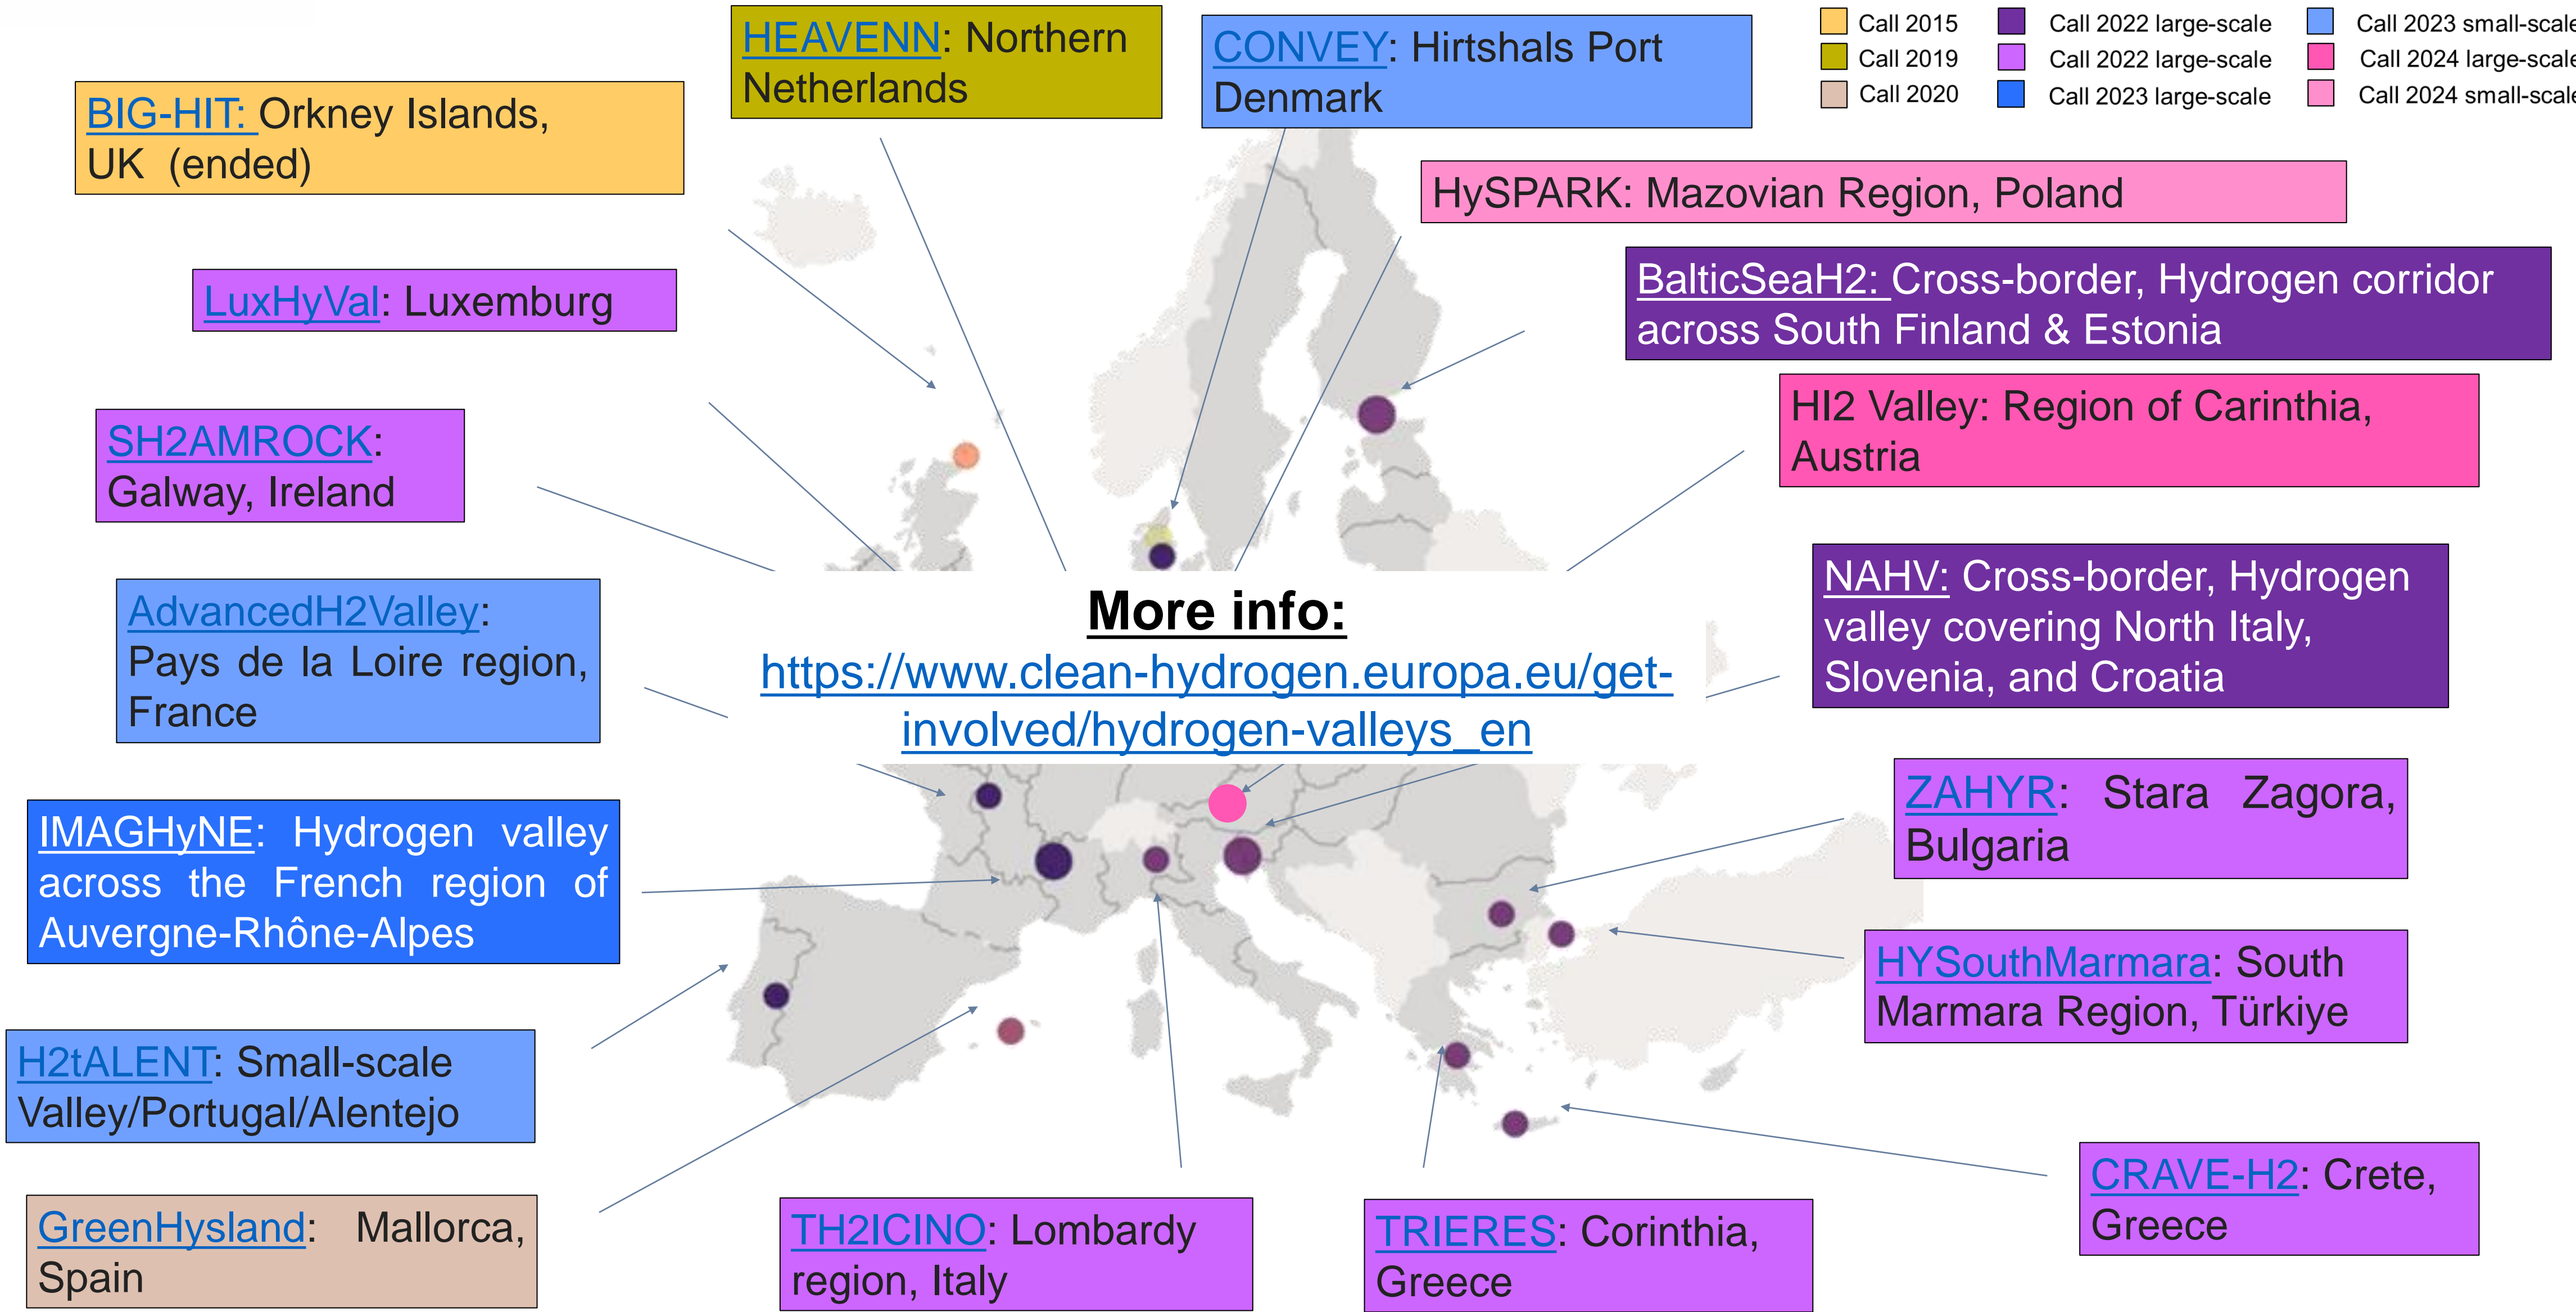 HEAVENN: Northern
Netherlands
CONVEY: Hirtshals Port
Denmark
Call 2015
Call 2019
Call 2020
Call 2022 large-scale
Call 2022 large-scale
Call 2023 large-scale
Call 2023 small-scale
Call 2024 large-scale
Call 2024 small-scale
BIG-HIT: Orkney Islands,
UK (ended)
HySPARK: Mazovian Region, Poland
LuxHyVal: Luxemburg
BalticSeaH2: Cross-border, Hydrogen corridor
across South Finland & Estonia
SH2AMROCK:
Galway, Ireland
HI2 Valley: Region of Carinthia,
Austria
AdvancedH2Valley:
Pays de la Loire region,
France
More info:
https://www.clean-hydrogen.europa.eu/get-
involved/hydrogen-valleys_en
NAHV: Cross-border, Hydrogen
valley covering North Italy,
Slovenia, and Croatia
IMAGHyNE: Hydrogen valley
across the French region of
Auvergne-Rhône-Alpes
ZAHYR: Stara Zagora,
Bulgaria
HYSouthMarmara: South
Marmara Region, Türkiye
H2tALENT: Small-scale
Valley/Portugal/Alentejo
GreenHysland: Mallorca,
Spain
TH2ICINO: Lombardy
region, Italy
TRIERES: Corinthia,
Greece
CRAVE-H2: Crete,
Greece